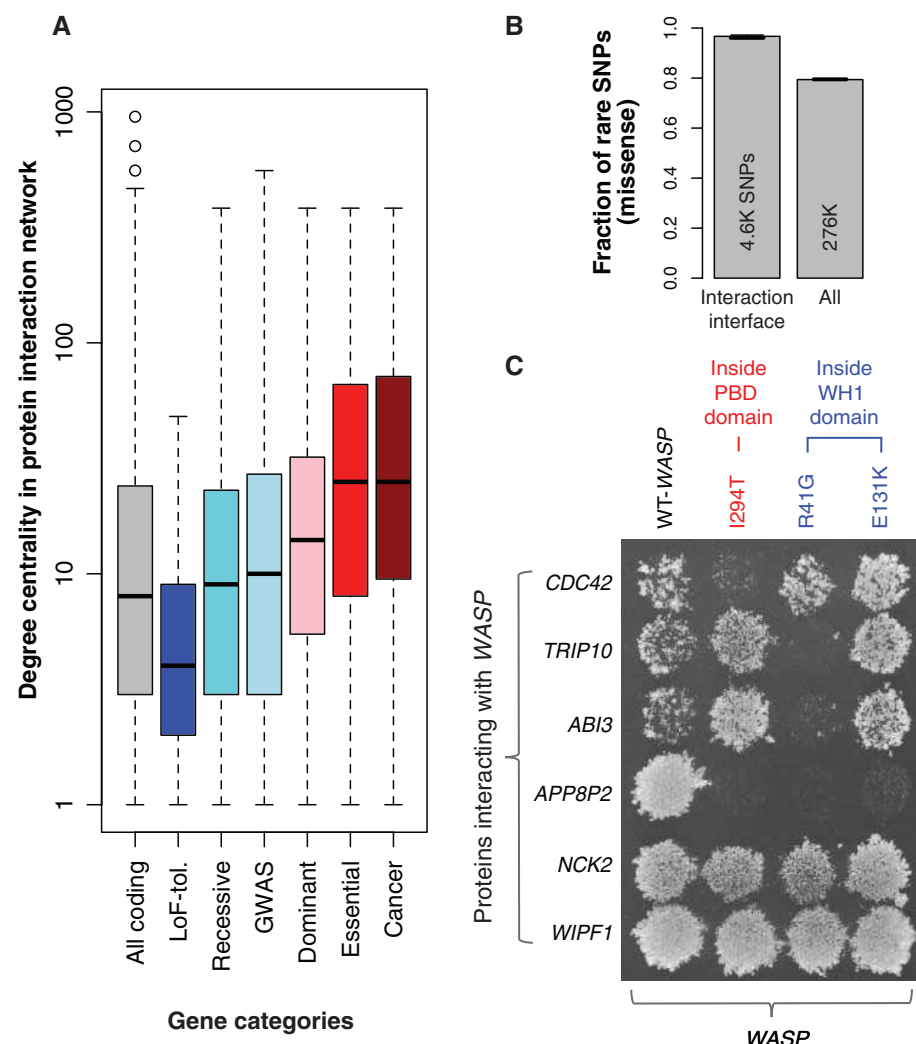 A
Degree centrality in protein interaction network
1000
100
10
1
All coding
LoF-tol.
Recessive
GWAS
Dominant
Essential
Cancer
Gene categories
B
Fraction of rare SNPs
(missense)
1.0
0.8
0.6
0.4
0.2
0.0
4.6K SNPs
276K
Interaction
interface
All
C
Inside
PBD
domain
Inside
WH1
domain
WT-WASP
I294T
R41G
E131K
Proteins interacting with WASP
CDC42
TRIP10
ABI3
APP8P2
NCK2
WIPF1
WASP